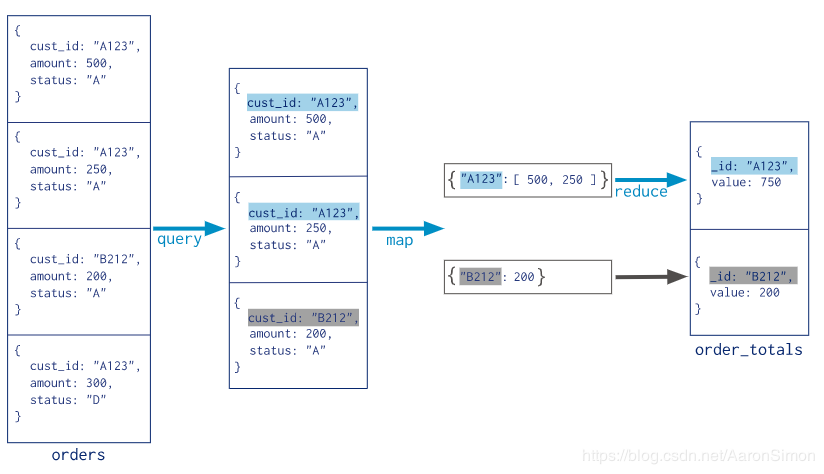 {
cust_id: "A123",
amount: 500,
status: "A"
}
{
cust_id: "A123",
amount: 250,
status: "A"
}
{
cust_id: "B212",
amount: 200,
status: "A"
}
{
cust_id: "A123",
amount: 300,
status: "D"
}
orders
query
{
cust_id: "A123",
amount: 500,
status: "A"
}
{
cust_id: "A123",
amount: 250,
status: "A"
}
{
cust_id: "B212",
amount: 200,
status: "A"
}
map
{"A123": [ 500, 250 ]}
{"B212": 200}
reduce
{
_id: "A123",
value: 750
}
{
_id: "B212",
value: 200
}
order_totals
https://blog.csdn.net/AaronSimon